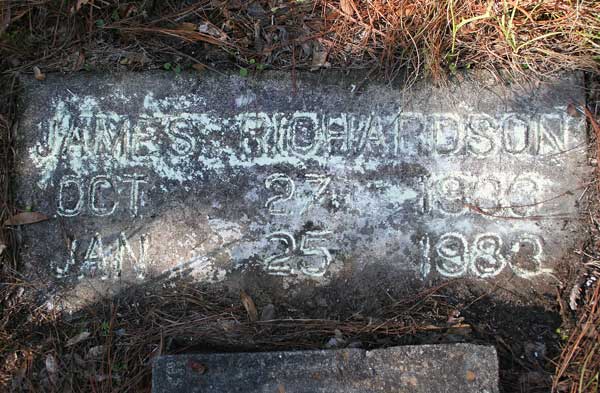 JAMES RICHARDSON
OCT. 27
JAN. 25 1983